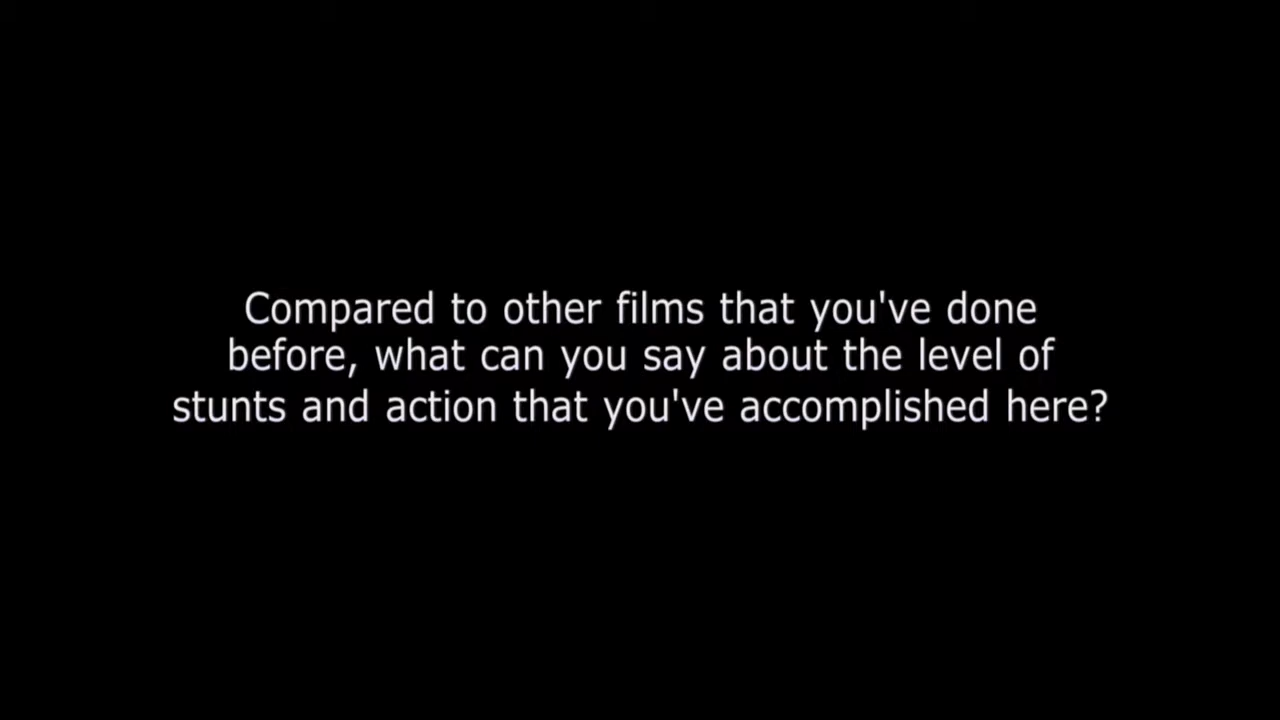 Compared to other films that you've done
before, what can you say about the level of
stunts and action that you've accomplished here?